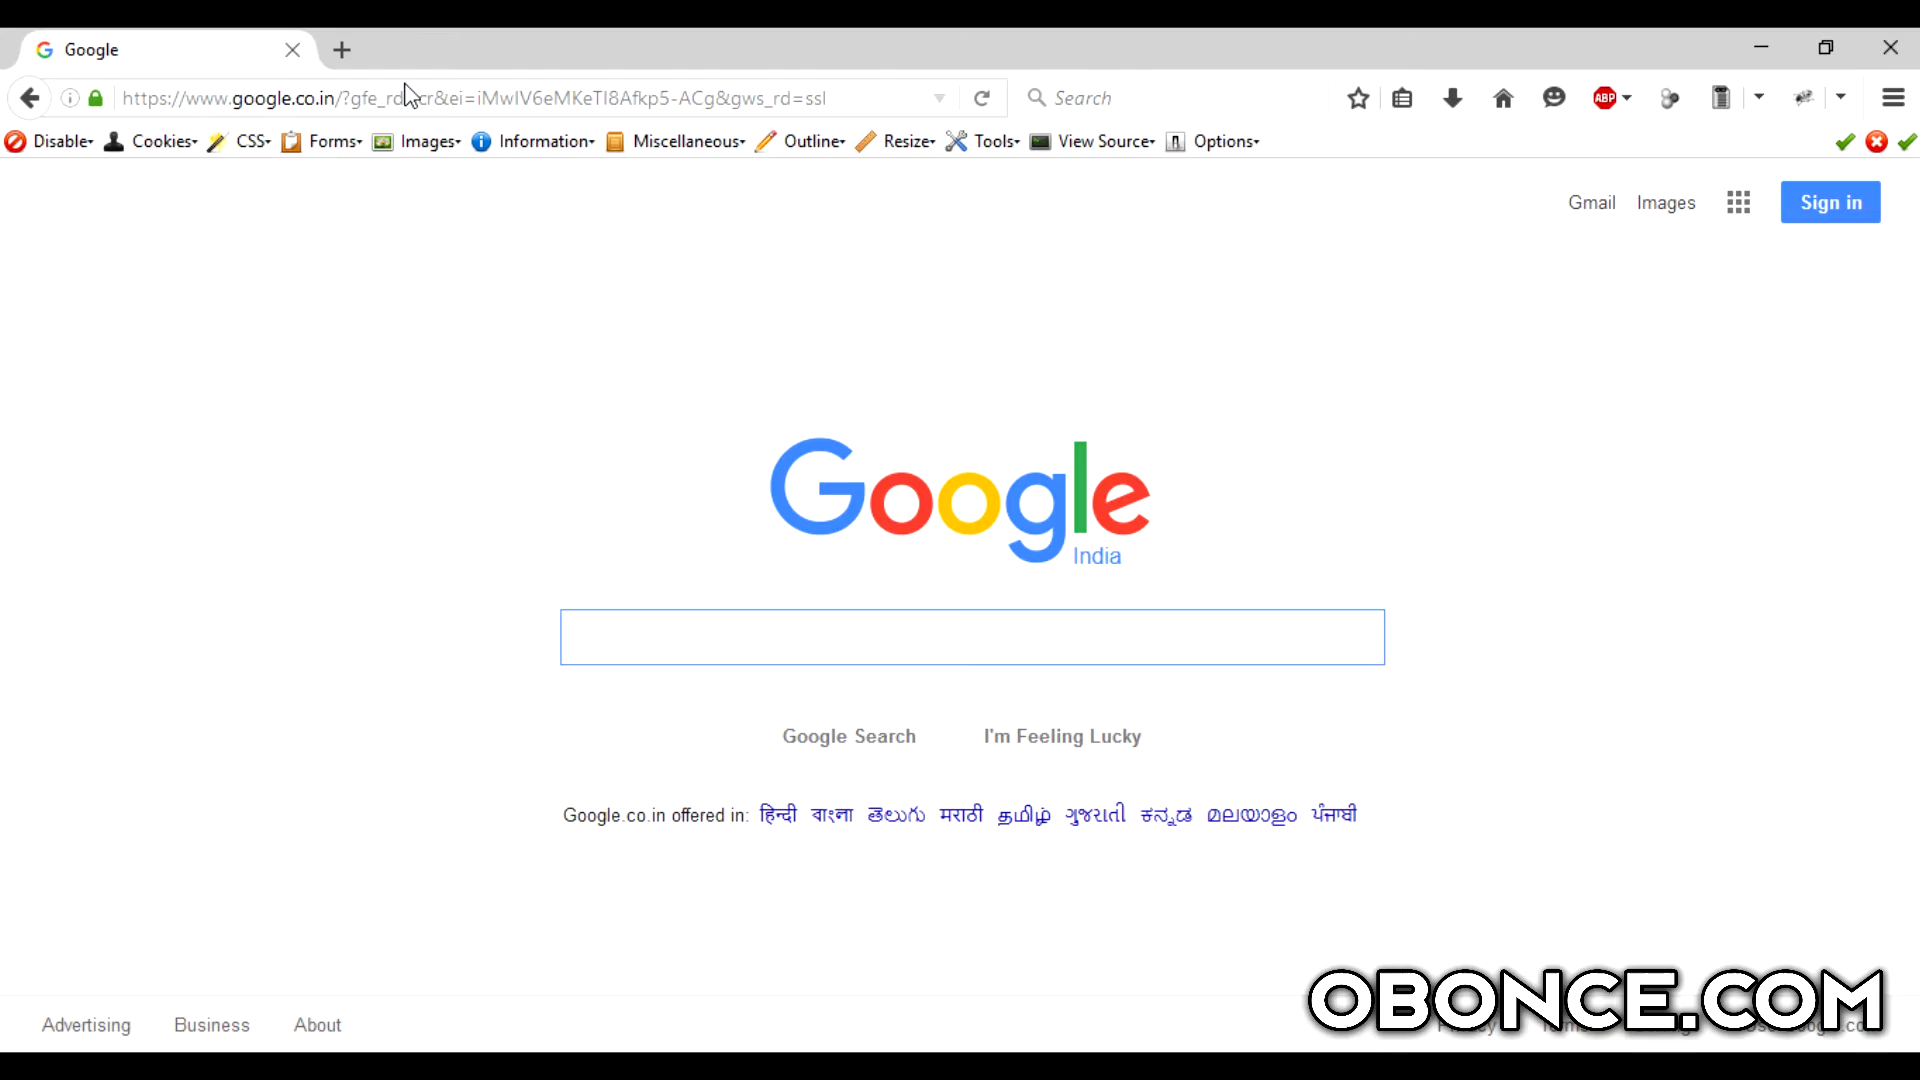 Google
https://www.google.co.in/?gfe_rd=cr&ei=iMwIV6eMKeTI8Afkp5-ACg&gws_rd=ssl
Search
ABP
Disable Cookies CSS Forms Images Information Miscellaneous Outline Resize Tools View Source Options
Gmail Images Sign in
Google
India
Google Search I'm Feeling Lucky
Google.co.in offered in: हिन्दी বাংলা తెలుగు मराठी தமிழ் ગુજરાતી ಕನ್ನಡ മലയാളം ਪੰਜਾਬੀ
OBONCE.COM
Advertising Business About